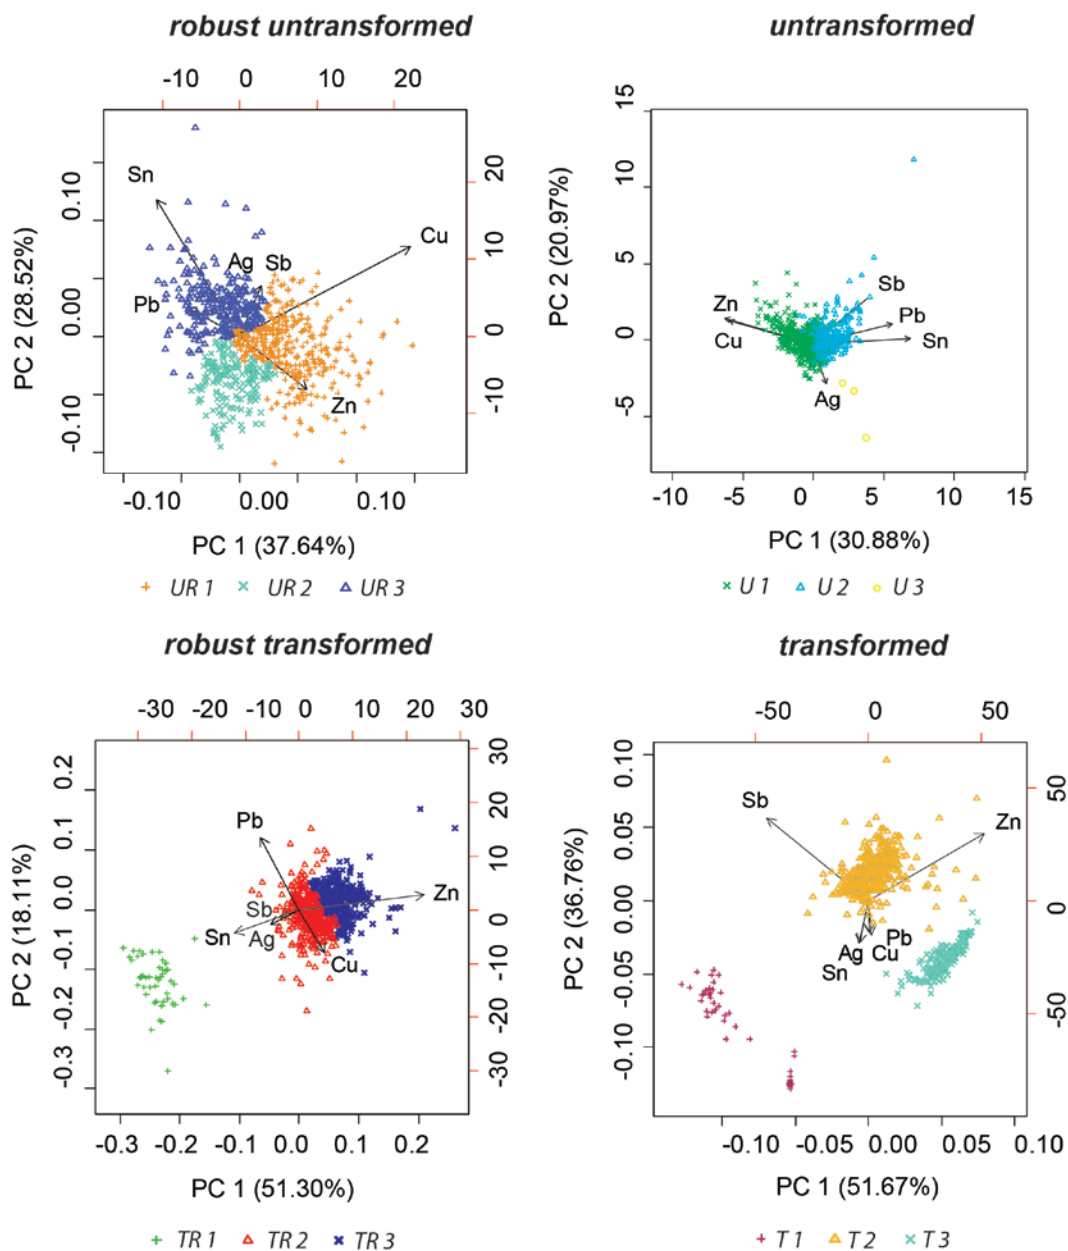 robust untransformed
-10 0 10 20
Sn
Cu
Ag Sb
Pb
Zn
PC 2 (28.52%)
0.10
0.00
-0.10
20
10
0
-10
-0.10 0.00 0.10
PC 1 (37.64%)
UR 1 UR 2 UR 3
untransformed
15
10
5
0
-5
PC 2 (20.97%)
Sb
Zn
Pb
Cu
Sn
Ag
-10 -5 0 5 10 15
PC 1 (30.88%)
U 1 U 2 U 3
robust transformed
-30 -20 -10 0 10 20 30
Pb
Zn
Sb
Sn
Ag
Cu
PC 2 (18.11%)
0.2
0.1
0.0
-0.1
-0.2
-0.3
30
20
10
0
-10
-20
-30
-0.3 -0.2 -0.1 0.0 0.1 0.2
PC 1 (51.30%)
TR 1 TR 2 TR 3
transformed
-50 0 50
Sb
Zn
Ag Pb
Sn Cu
PC 2 (36.76%)
0.10
0.05
0.00
-0.05
-0.10
50
0
-50
-0.10 -0.05 0.00 0.05 0.10
PC 1 (51.67%)
T 1 T 2 T 3